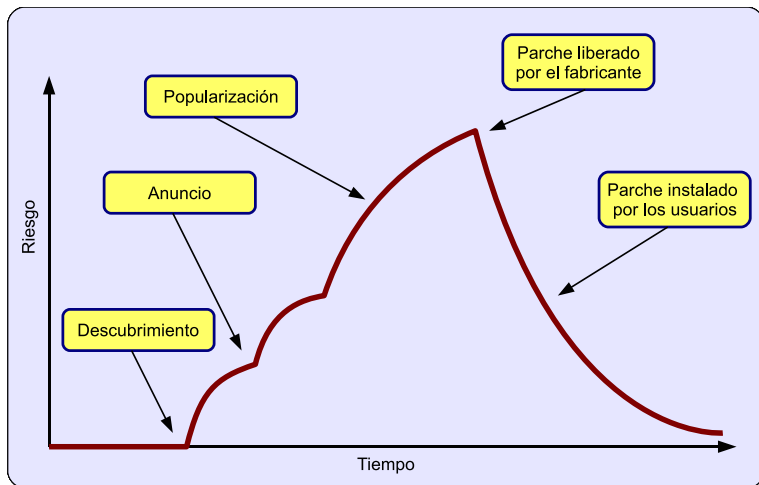 Parche liberado
por el fabricante
Popularización
Anuncio
Parche instalado
por los usuarios
Riesgo
Descubrimiento
Tiempo